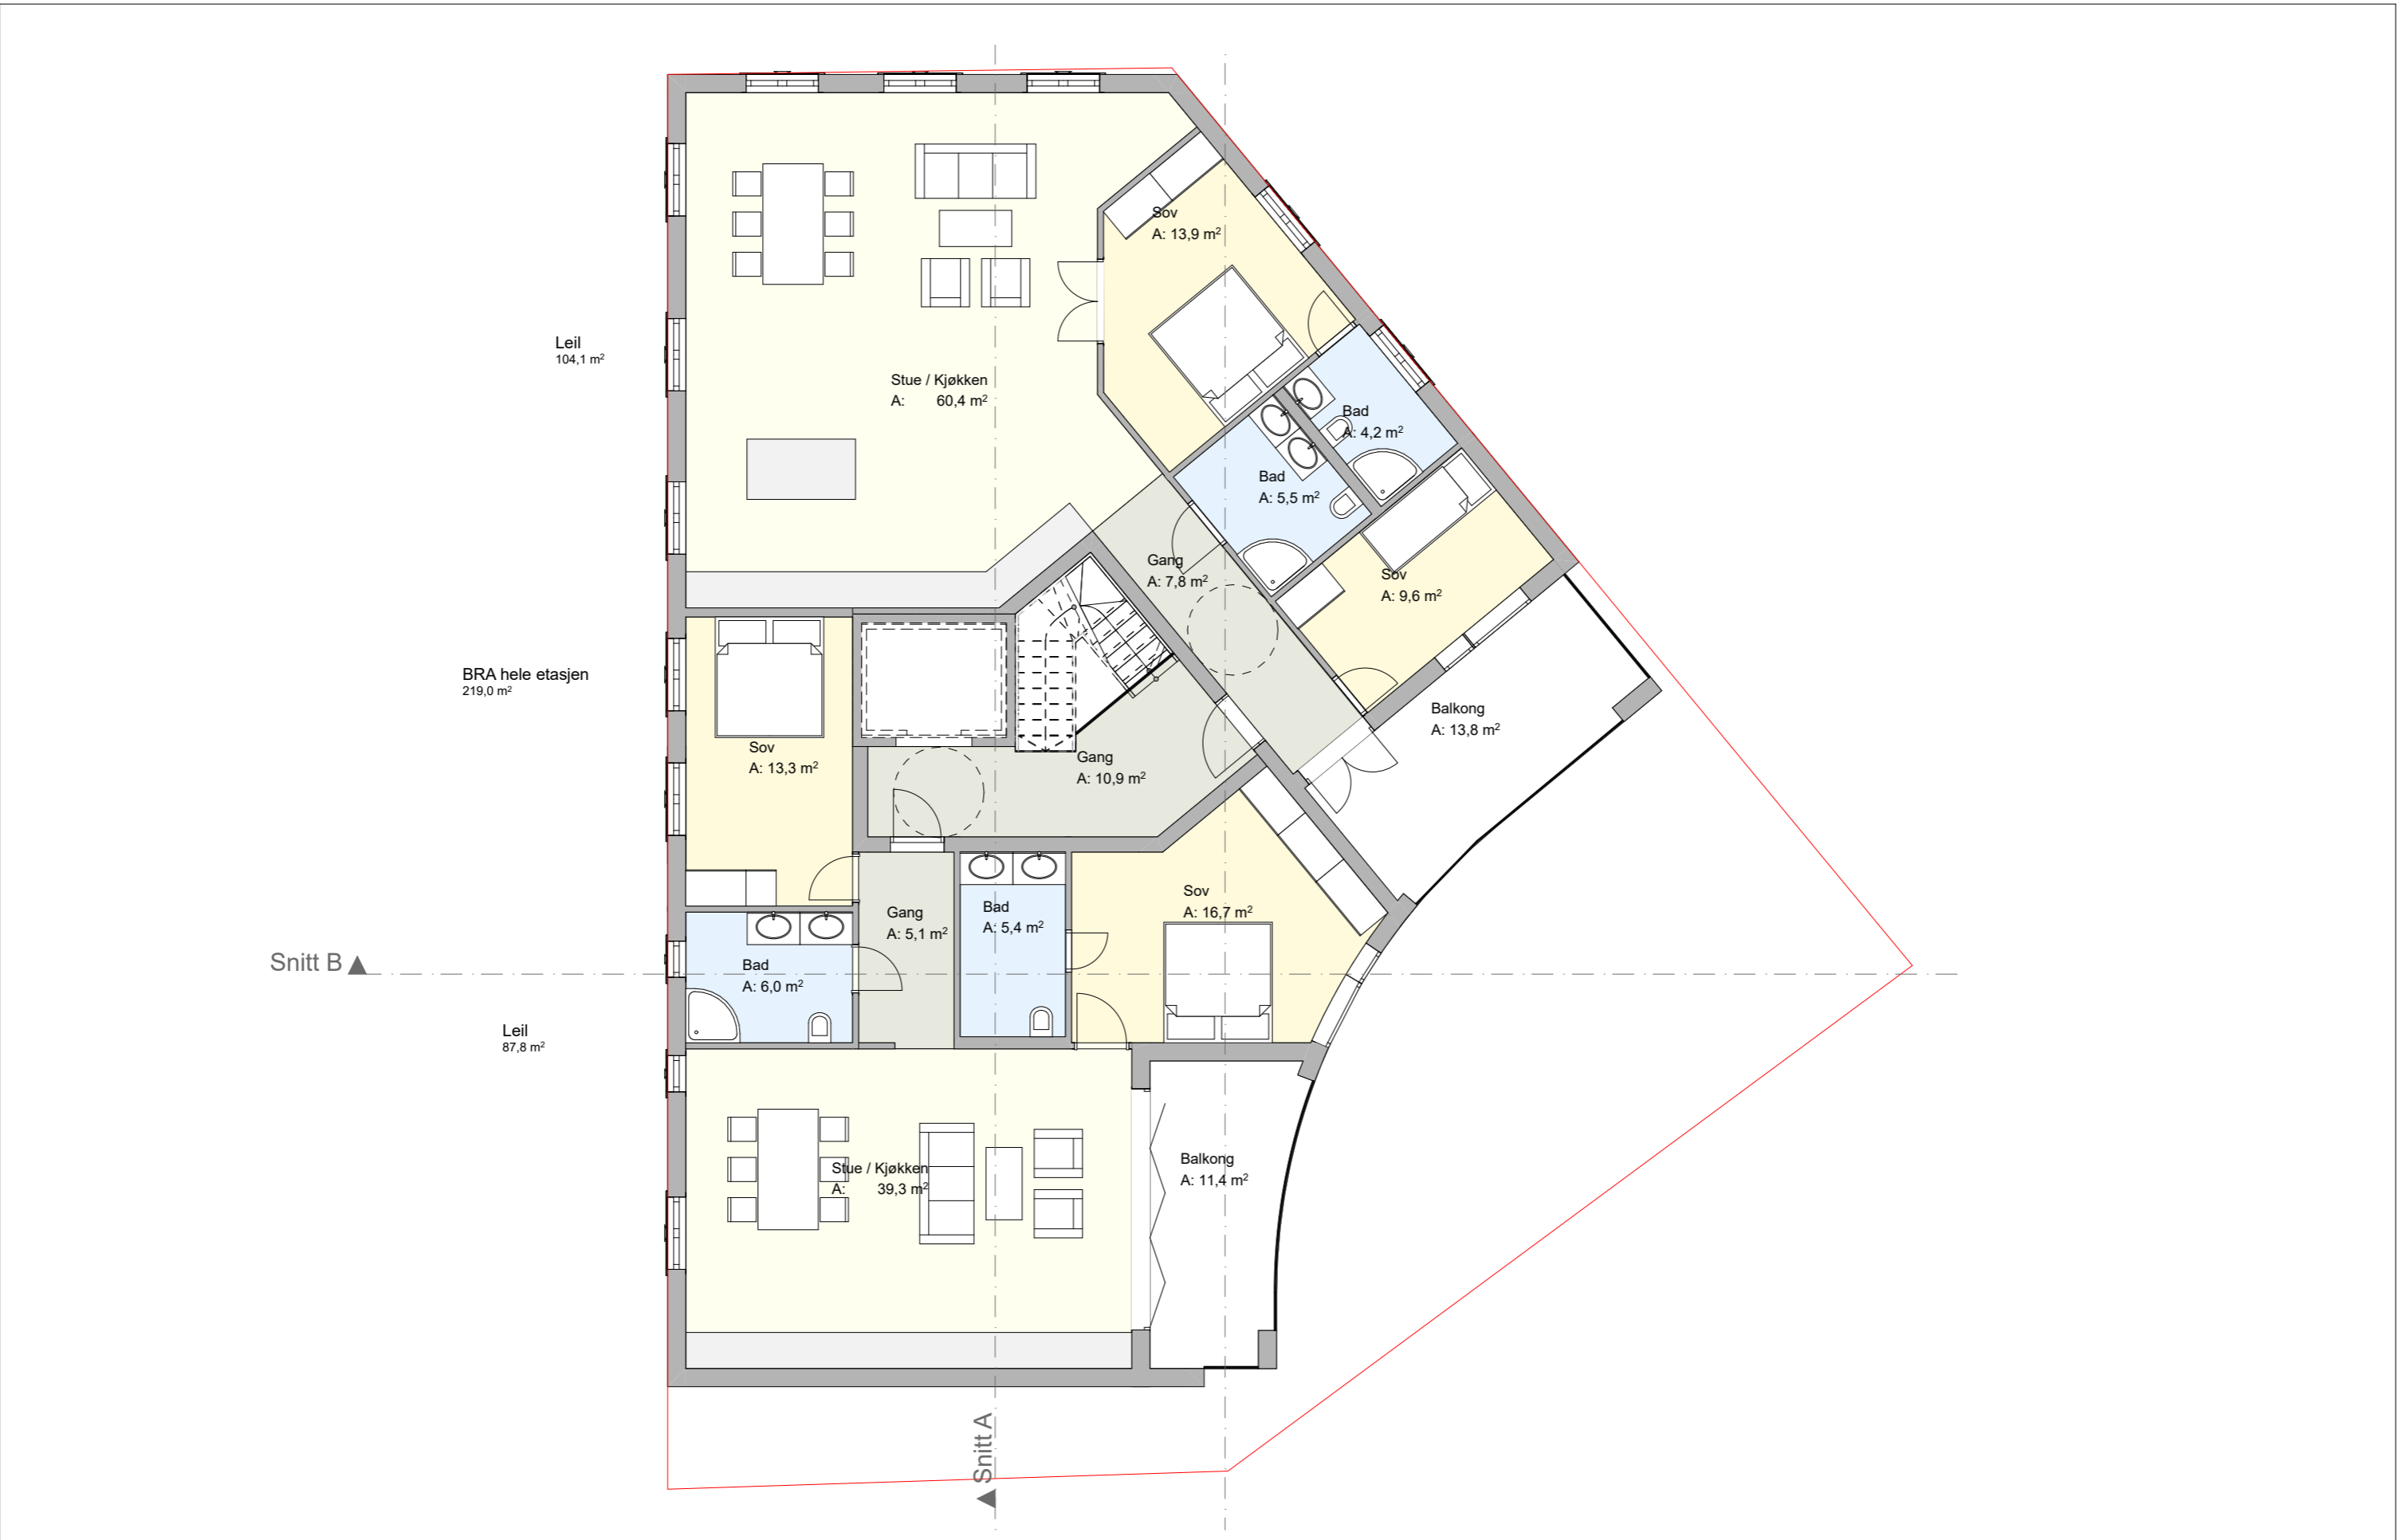 Sov
A: 13,9 m²
Leil
104,1 m²
Stue / Kjøkken
A: 60,4 m²
Bad
A: 4,2 m²
Bad
A: 5,5 m²
Gang
A: 7,8 m²
Sov
A: 9,6 m²
BRA hele etasjen
219,0 m²
Balkong
A: 13,8 m²
Sov
A: 13,3 m²
Gang
A: 10,9 m²
Sov
A: 16,7 m²
Gang
A: 5,1 m²
Bad
A: 5,4 m²
Snitt B
Bad
A: 6,0 m²
Leil
87,8 m²
Stue / Kjøkken
A: 39,3 m²
Balkong
A: 11,4 m²
Snitt A